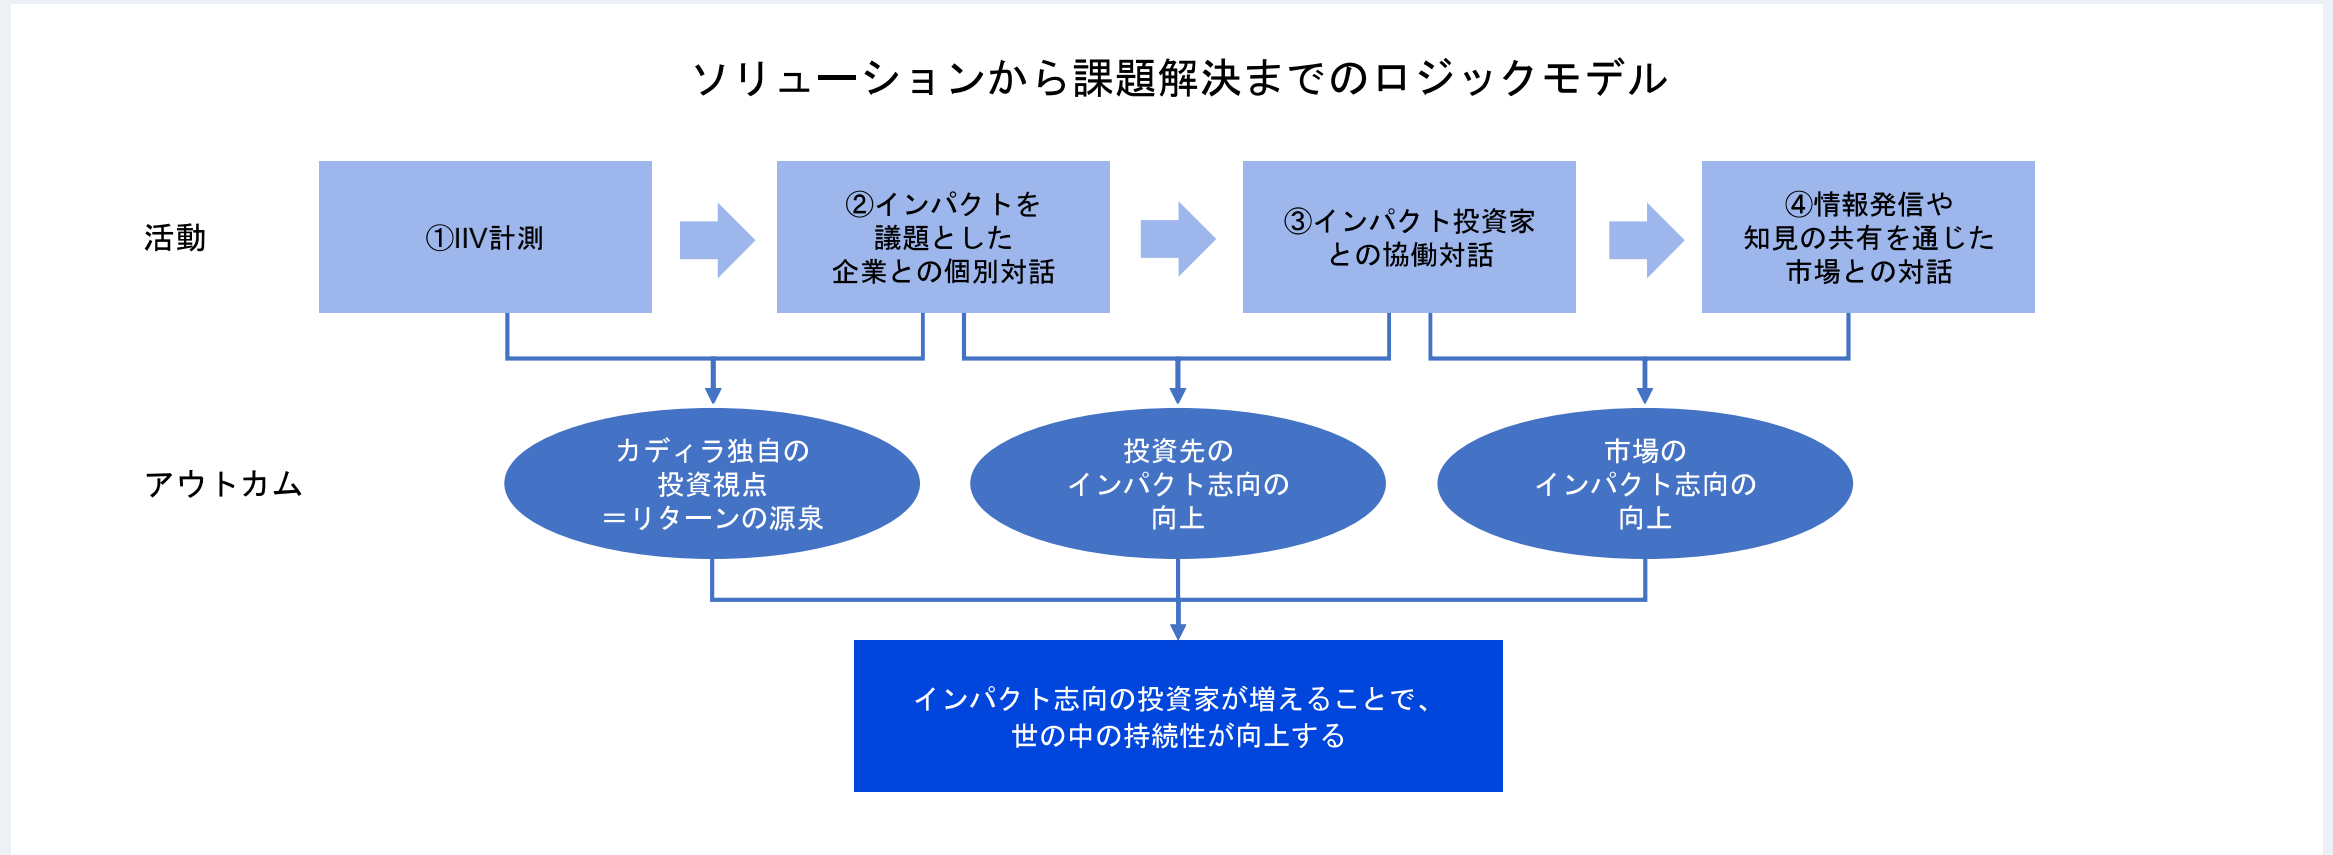 ソリューションから課題解決までのロジックモデル
活動
①IIV計測
②インパクトを
議題とした
企業との個別対話
③インパクト投資家
との協働対話
④情報発信や
知見の共有を通じた
市場との対話
アウトカム
カディラ独自の
投資視点
＝リターンの源泉
投資先の
インパクト志向の
向上
市場の
インパクト志向の
向上
インパクト志向の投資家が増えることで、
世の中の持続性が向上する